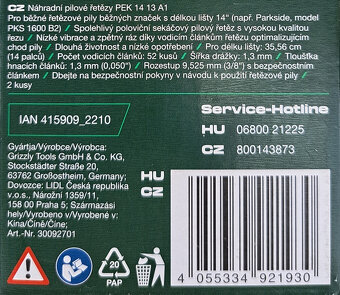 CZ Náhradní pilové řetězy PEK 14 13 A1
Pro běžné řetězové pily běžných značek s délkou lišty 14" (např. Parkside, model
PKS 1600 B2) • Spolehlivý poloviční sekáčový pilový řetěz s vysokou kvalitou
řezu • Nízké vibrace a zpětný ráz díky vodicím článkům optimalizujícím
chod pily • Dlouhá životnost a nízké opotřebení • Pro délku lišty: 35,56 cm
(14 palců) • Počet vodicích článků: 52 kusů • Šířka drážky: 1,3 mm • Tloušťka
hnacích článků: 1,3 mm (0,050") • Rozestup 9,525 mm (3/8") s bezpečnostním
článkem • Dbejte na bezpečnostní pokyny v návodu k použití řetězové pily •
2 kusy
IAN 415909_2210
Service-Hotline
HU 06800 21225
CZ 800143873
Gyártja/Výrobce/Výrobca:
Grizzly Tools GmbH & Co. KG,
Stockstädter Straße 20,
63762 Großostheim, Germany;
Dovozce: LIDL Česká republika
v.o.s., Nárožní 1359/11,
158 00 Praha 5; Származási
hely/Vyrobeno v/Vyrobené v:
Kína/Číně/Číne;
Art./Nr. 30092701
HU
CZ
20
PAP
4 055334 921930